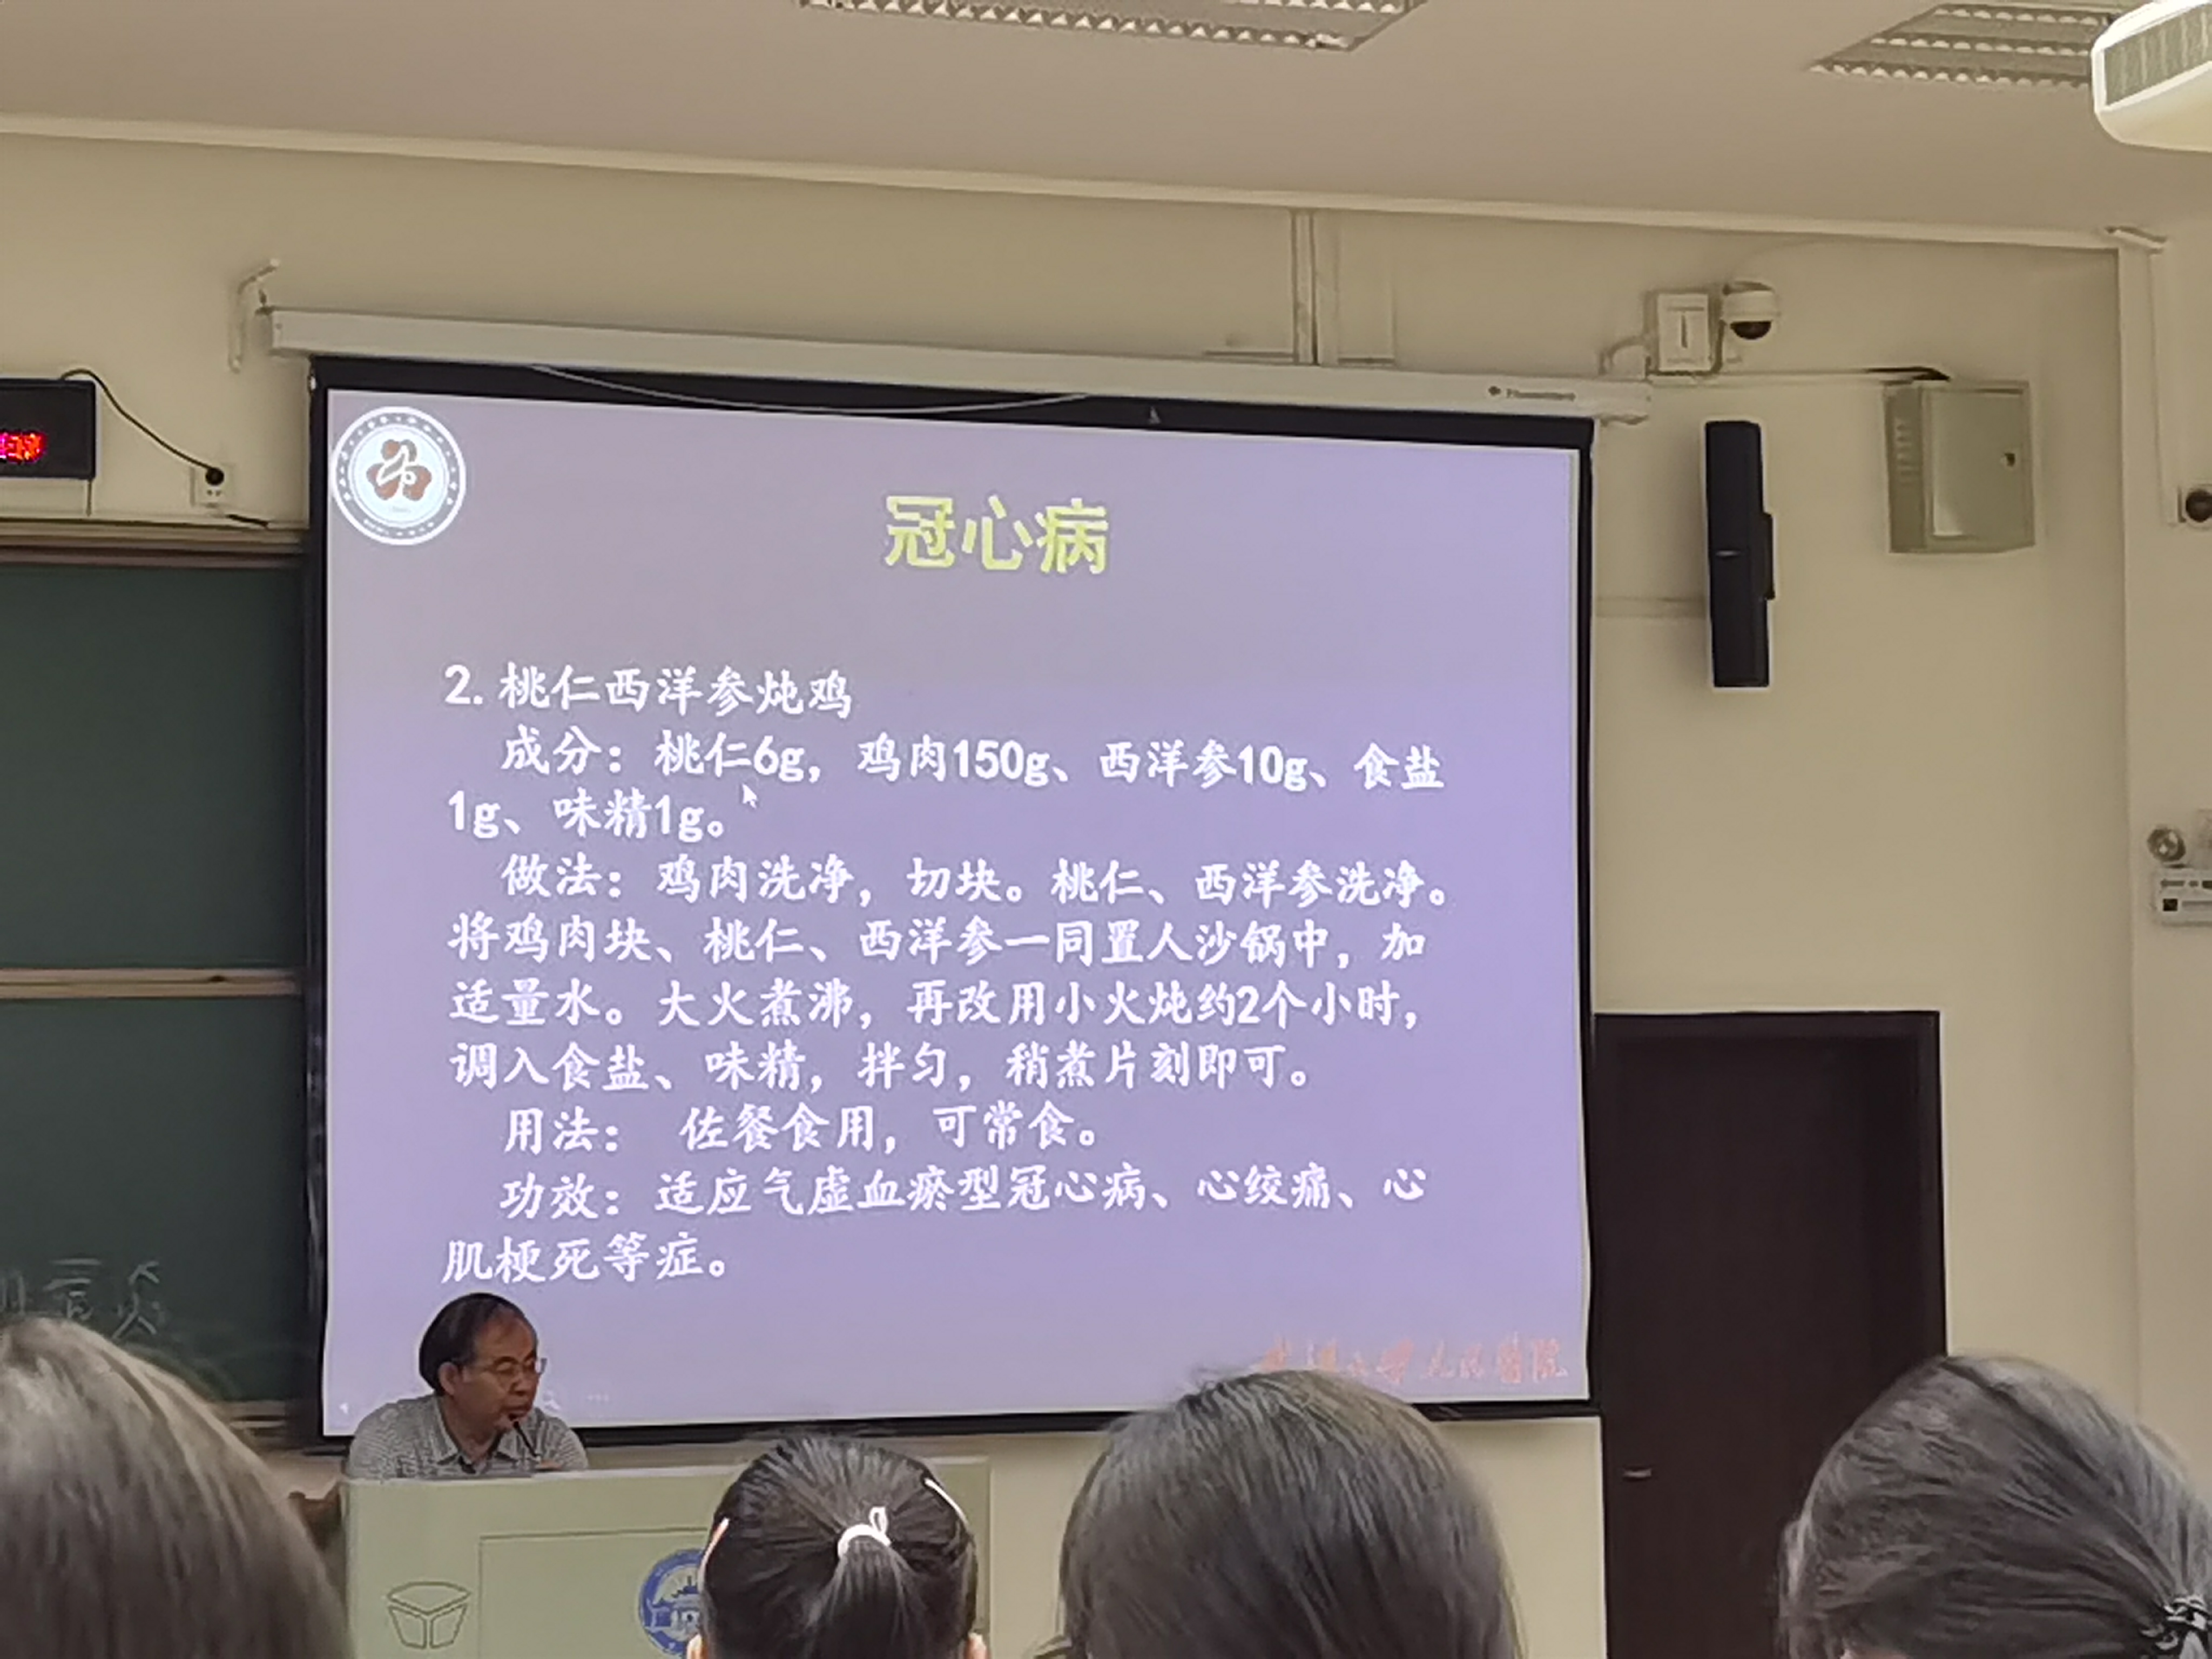 冠心病
2.桃仁西洋参炖鸡
成分：桃仁6g，鸡肉150g、西洋参10g、食盐
1g、味精1g。
做法：鸡肉洗净，切块。桃仁、西洋参洗净。
将鸡肉块、桃仁、西洋参一同置人沙锅中，加
适量水。大火煮沸，再改用小火炖约2个小时，
调入食盐、味精，拌匀，稍煮片刻即可。
用法： 佐餐食用，可常食。
功效：适应气虚血瘀型冠心病、心绞痛、心
肌梗死等症。